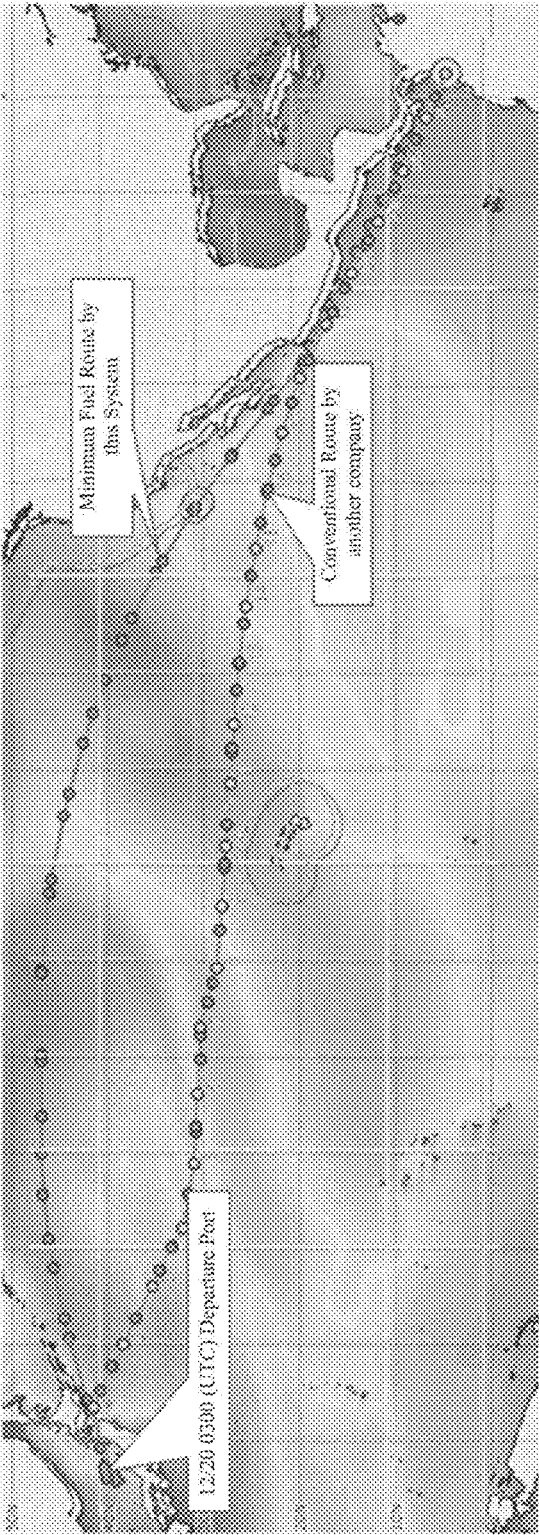 Minimum Fuel Route by
this System
Conventional Route by
another company
12/20 0300 (UTC) Departure Port